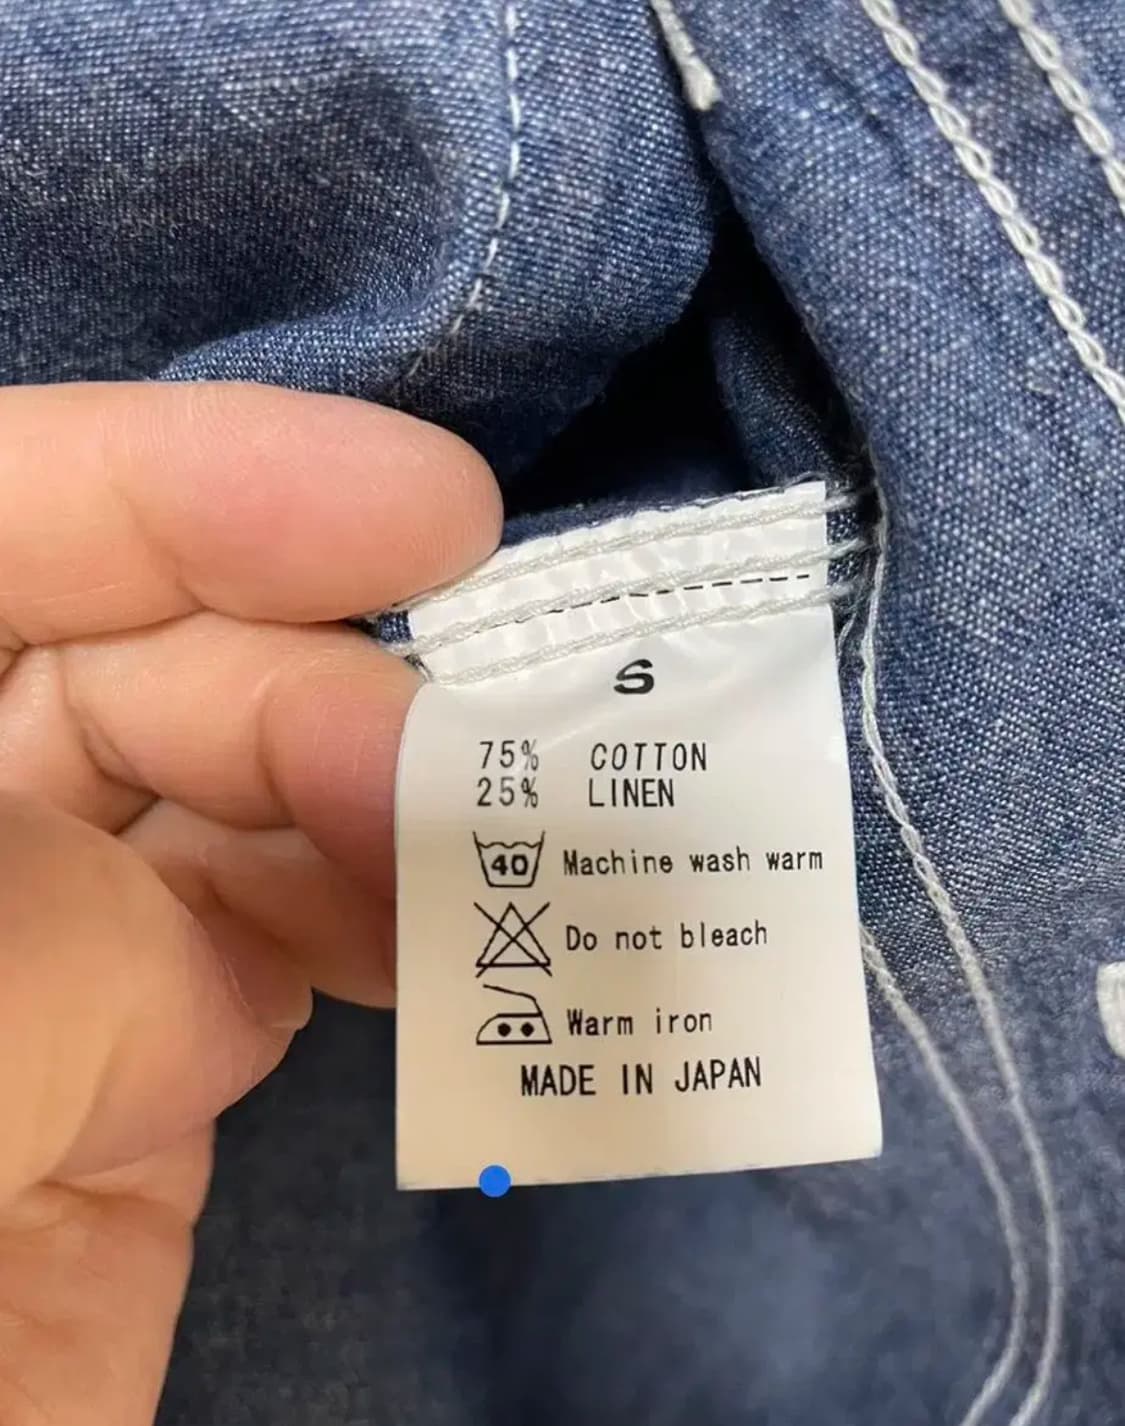 S
75% COTTON
25% LINEN
40 Machine wash warm
Do not bleach
Warm iron
MADE IN JAPAN